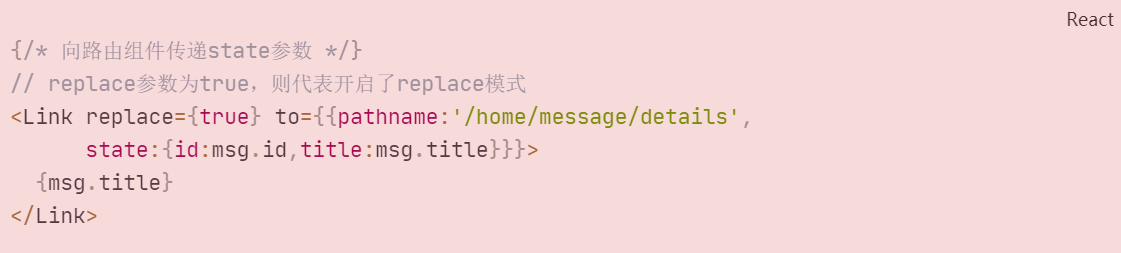 React
{/* 向路由组件传递state参数 */}
// replace参数为true，则代表开启了replace模式
<Link replace={true} to={{pathname:'/home/message/details',
      state:{id:msg.id,title:msg.title}}}>
  {msg.title}
</Link>